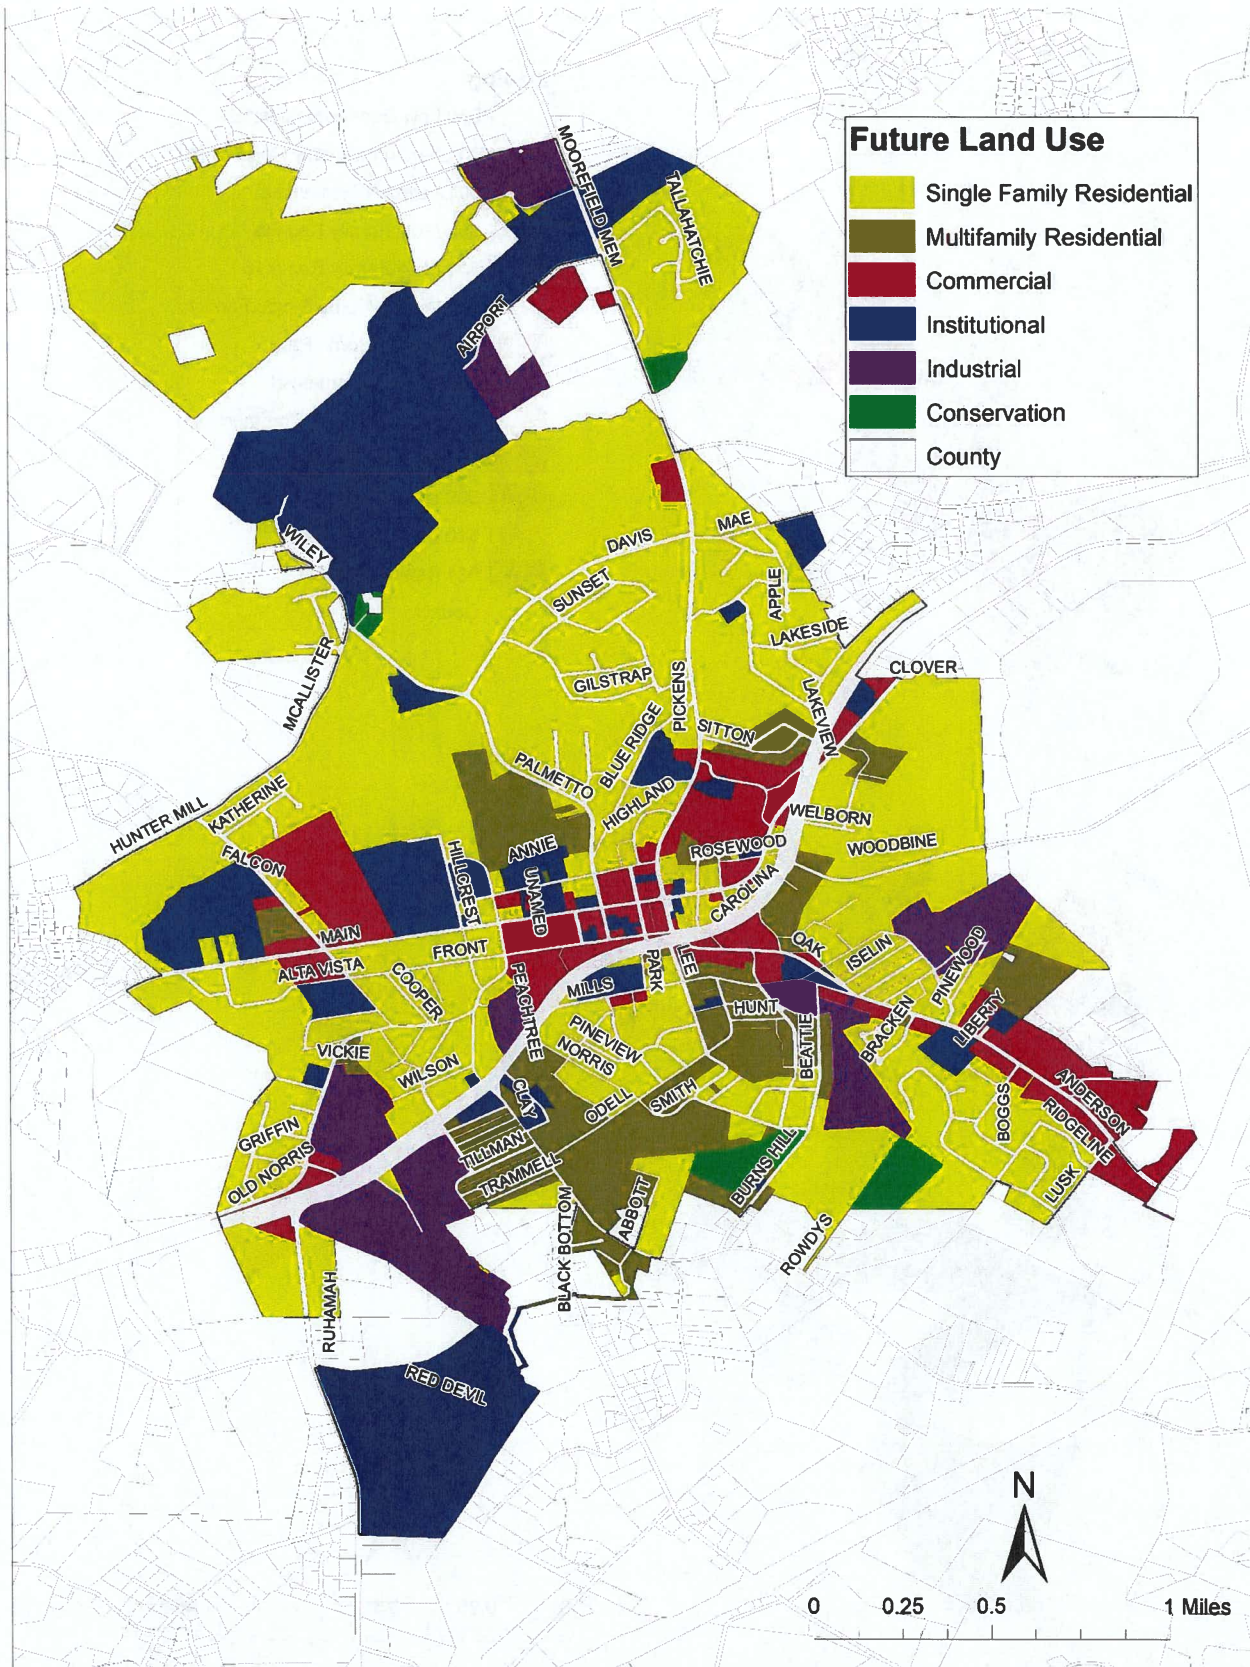 Future Land Use
Single Family Residential
Multifamily Residential
Commercial
Institutional
Industrial
Conservation
County
MOOREFIELD MEM
TALLAHATCHIE
AIRPORT
WILEY
DAVIS
MAE
SUNSET
APPLE
LAKESIDE
MCALLISTER
GILSTRAP
PICKENS
CLOVER
LAKEVIEW
BLUE RIDGE
SITTON
PALMETTO
HUNTER MILL
KATHERINE
HIGHLAND
WELBORN
FALCON
HILLCREST
ANNIE
ROSEWOOD
WOODBINE
UNAMED
CAROLINA
MAIN
FRONT
OAK
ISELIN
PINEWOOD
ALTA VISTA
COOPER
PEACHTREE
MILLS
PARK
LEE
HUNT
BEATTIE
BRACKEN
LIBERTY
VICKIE
WILSON
PINEVIEW
NORRIS
CLAY
ODELL
SMITH
BOGGS
ANDERSON
RIDGELINE
GRIFFIN
OLD NORRIS
TILLMAN
TRAMMELL
BURNS HILL
LUSK
BLACK BOTTOM
ABBOTT
ROWDYS
RUHAMAH
RED DEVIL
N
0 0.25 0.5 1 Miles